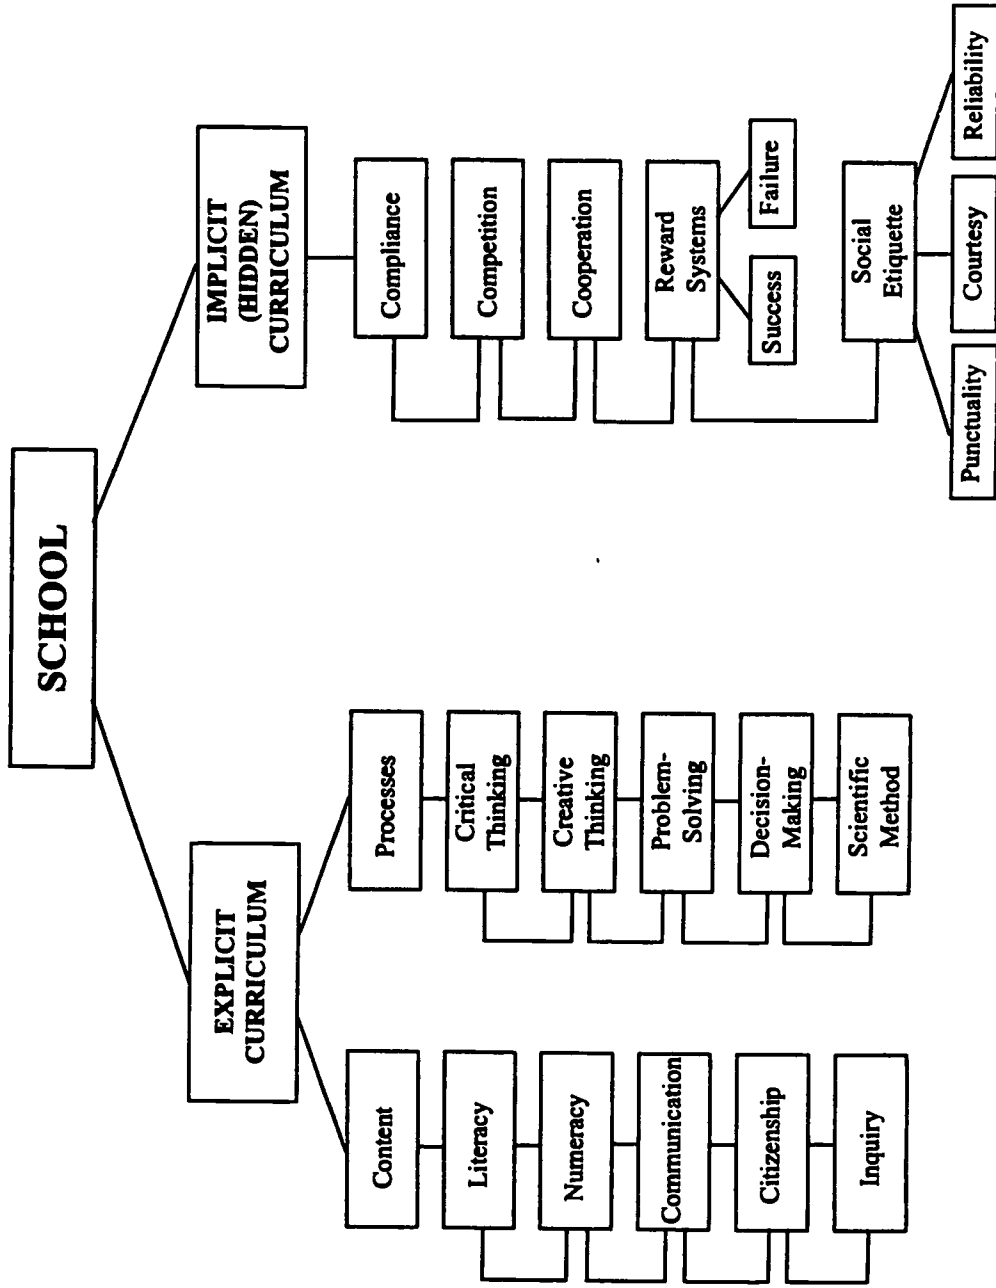 SCHOOL
EXPLICIT
CURRICULUM
IMPLICIT
(HIDDEN)
CURRICULUM
Content
Literacy
Numeracy
Communication
Citizenship
Inquiry
Processes
Critical
Thinking
Creative
Thinking
Problem-
Solving
Decision-
Making
Scientific
Method
Compliance
Competition
Cooperation
Reward
Systems
Success
Failure
Social
Etiquette
Punctuality
Courtesy
Reliability